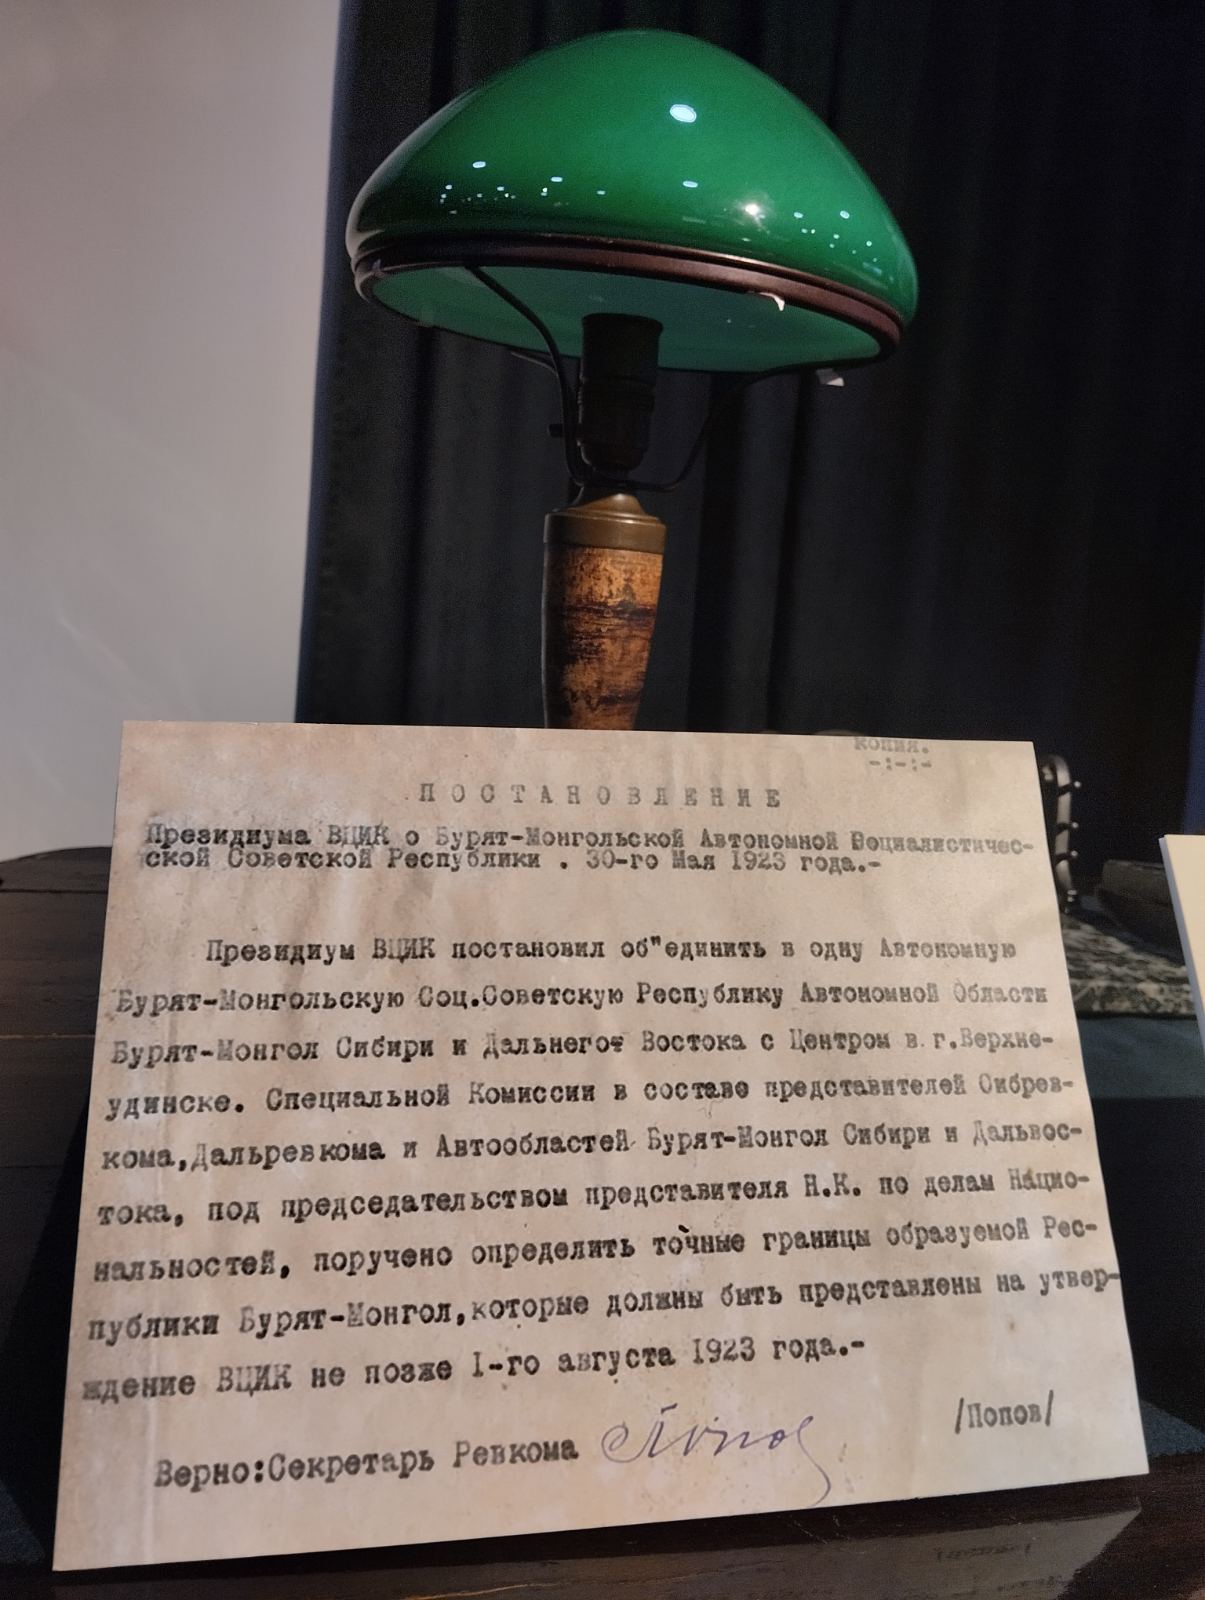 копия.
-:-:-
ПОСТАНОВЛЕНИЕ
Президиума ВЦИК о Бурят-Монгольской Автономной Социалистичес-
ской Советской Республики . 30-го Мая 1923 года.-
Президиум ВЦИК постановил об"единить в одну Автономную
Бурят-Монгольскую Соц.Советскую Республику Автономной Области
Бурят-Монгол Сибири и Дальнего Востока с Центром в г.Верхне-
удинске. Специальной Комиссии в составе представителей Сибрев-
кома,Дальревкома и Автообластей Бурят-Монгол Сибири и Дальвос-
тока, под председательством представителя Н.К. по делам Нацио-
нальностей, поручено определить точные границы образуемой Рес-
публики Бурят-Монгол,которые должны быть представлены на утвер-
ждение ВЦИК не позже I-го августа 1923 года.-
Верно:Секретарь Ревкома Попов /Попов/